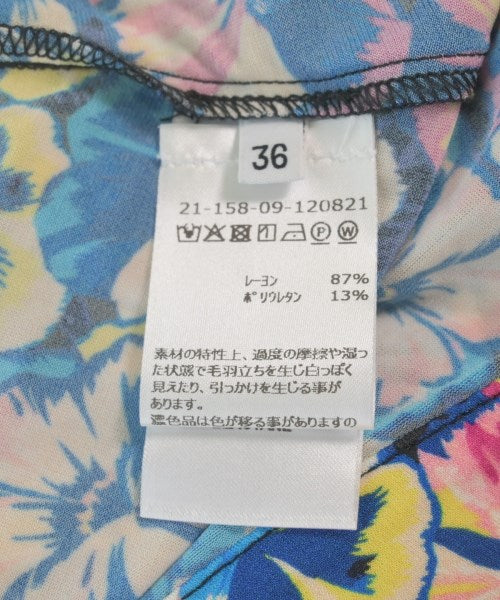 36
21-158-09-120821
P W
レーヨン 87%
ポリウレタン 13%
素材の特性上、過度の摩擦や湿っ
た状態で毛羽立ちを生じ白っぽく
見えたり、引っかけを生じる事が
あります。
濃色品は色が移る事がありますの